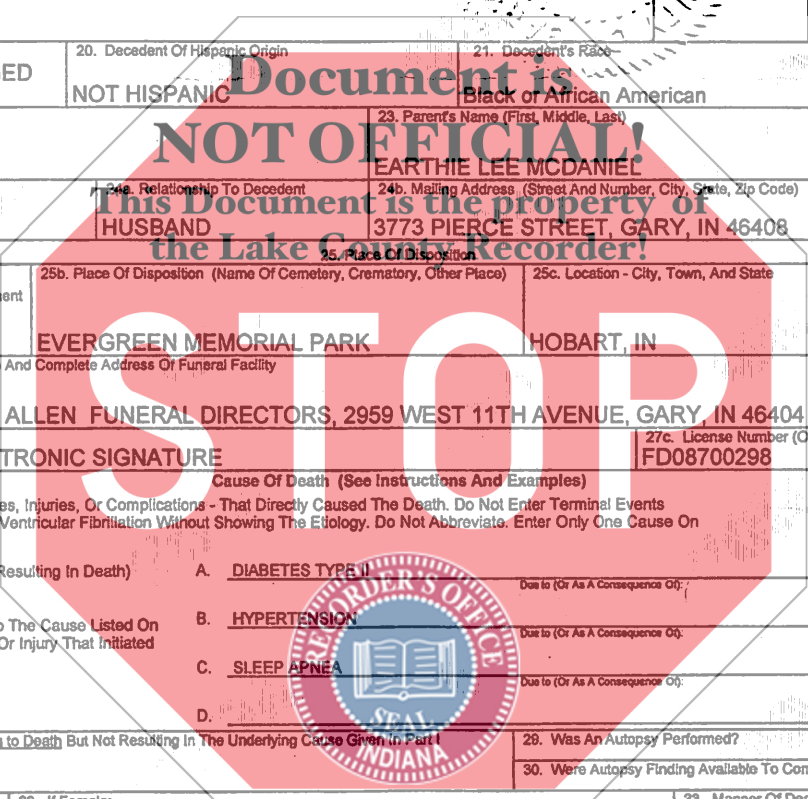 20. Decedent Of Hispanic Origin
21. Decedent's Race
NOT HISPANIC
Black or African American
Document is
NOT OFFICIAL!
This Document is the property of
the Lake County Recorder!
STOP
23. Parent's Name (First, Middle, Last)
EARTHIE LEE MCDANIEL
24a. Relationship To Decedent
24b. Mailing Address (Street And Number, City, State, Zip Code)
HUSBAND
3773 PIERCE STREET, GARY, IN 46408
25. Place Of Disposition
25b. Place Of Disposition (Name Of Cemetery, Crematory, Other Place)
25c. Location - City, Town, And State
EVERGREEN MEMORIAL PARK
HOBART, IN
And Complete Address Of Funeral Facility
ALLEN FUNERAL DIRECTORS, 2959 WEST 11TH AVENUE, GARY, IN 46404
27c. License Number (O
TRONIC SIGNATURE
FD08700298
Cause Of Death (See Instructions And Examples)
es, Injuries, Or Complications - That Directly Caused The Death. Do Not Enter Terminal Events
Ventricular Fibrillation Without Showing The Etiology. Do Not Abbreviate. Enter Only One Cause On
Resulting In Death)
A. DIABETES TYPE II
Due to (Or As A Consequence Of):
o The Cause Listed On
B. HYPERTENSION
Due to (Or As A Consequence Of):
Or Injury That Initiated
C. SLEEP APNEA
Due to (Or As A Consequence Of):
D.
RECORDER'S OFFICE
SEAL
INDIANA
to Death But Not Resulting In The Underlying Cause Given In Part I
29. Was An Autopsy Performed?
30. Were Autopsy Finding Available To Com